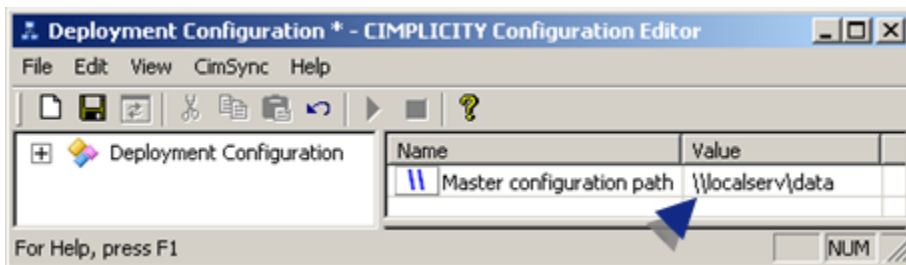 Deployment Configuration * - CIMPLICITY Configuration Editor
File Edit View CimSync Help
Deployment Configuration
Name Value
Master configuration path \\localserv\data
For Help, press F1
NUM